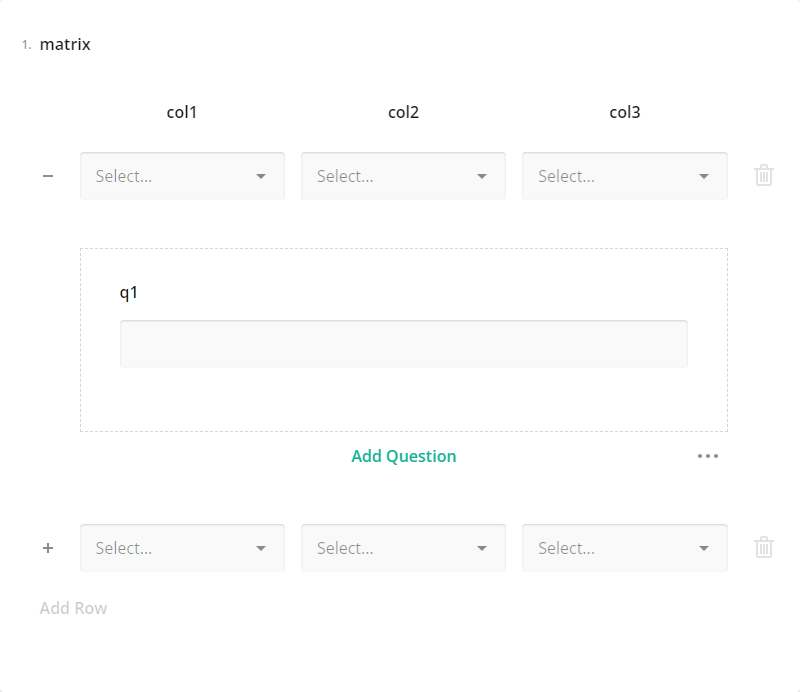 1. matrix
col1 col2 col3
Select... Select... Select...
q1
Add Question
Select... Select... Select...
Add Row